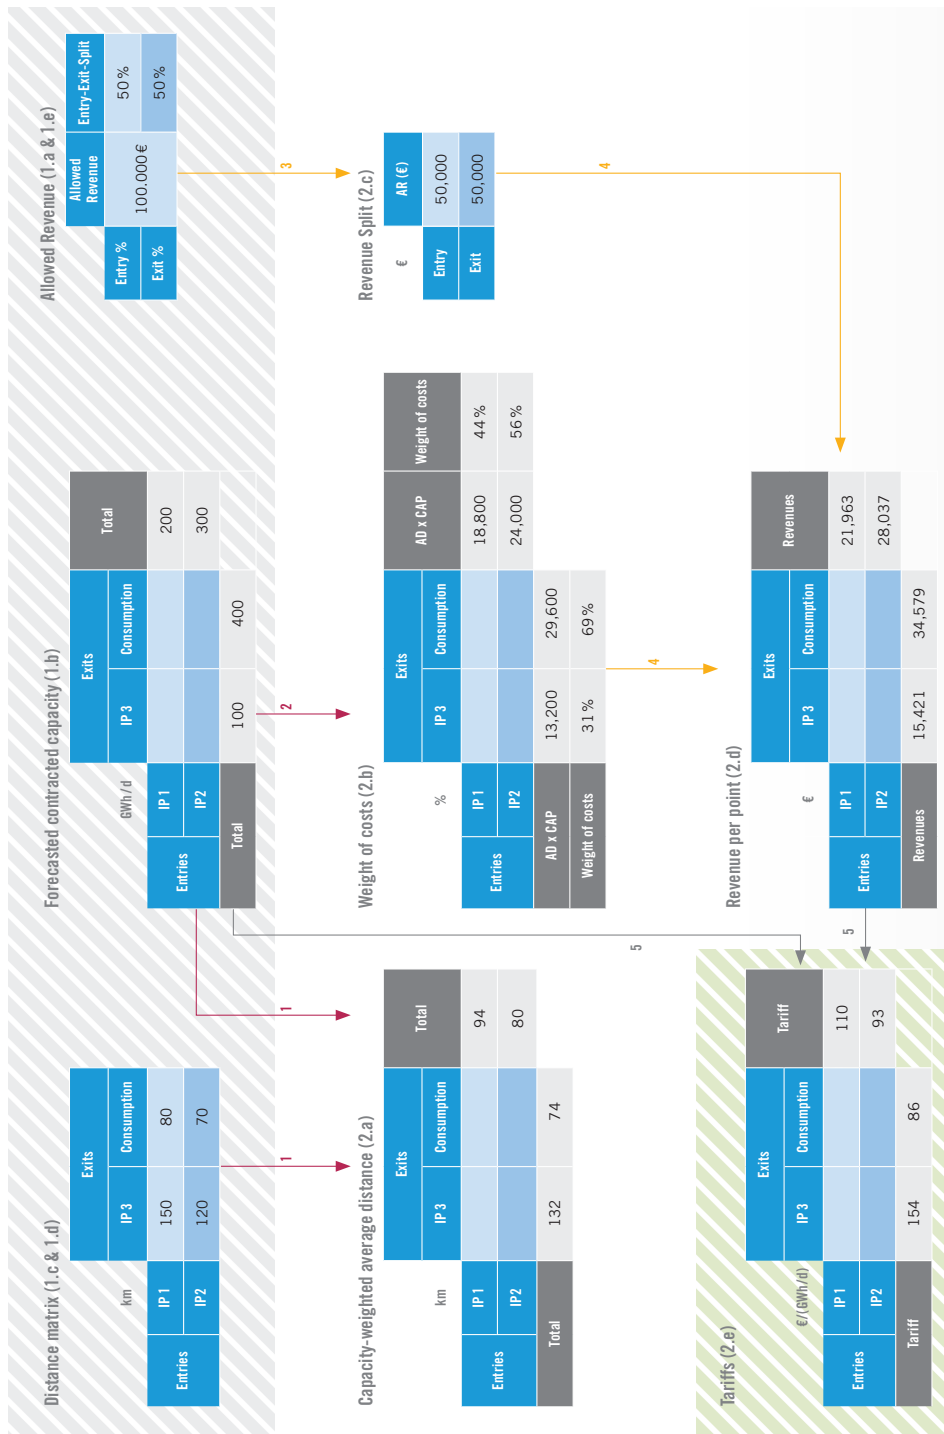 Distance matrix (1.c & 1.d)
km
Exits
IP 3
Consumption
Entries
IP 1
150
80
IP2
120
70
Forecasted contracted capacity (1.b)
GWh/d
Exits
Total
IP 3
Consumption
Entries
IP 1
200
IP2
300
Total
100
400
Allowed Revenue (1.a & 1.e)
Allowed
Revenue
Entry-Exit-Split
Entry %
100.000€
50%
Exit %
50%
1
1
2
3
Capacity-weighted average distance (2.a)
km
Exits
Total
IP 3
Consumption
Entries
IP 1
94
IP2
80
Total
132
74
Weight of costs (2.b)
%
Exits
AD x CAP
Weight of costs
IP 3
Consumption
Entries
IP 1
18,800
44%
IP2
24,000
56%
AD x CAP
13,200
29,600
Weight of costs
31%
69%
Revenue Split (2.c)
€
AR (€)
Entry
50,000
Exit
50,000
5
4
4
Tariffs (2.e)
€/(GWh/d)
Exits
Tariff
IP 3
Consumption
Entries
IP 1
110
IP2
93
Tariff
154
86
5
Revenue per point (2.d)
€
Exits
Revenues
IP 3
Consumption
Entries
IP 1
21,963
IP2
28,037
Revenues
15,421
34,579